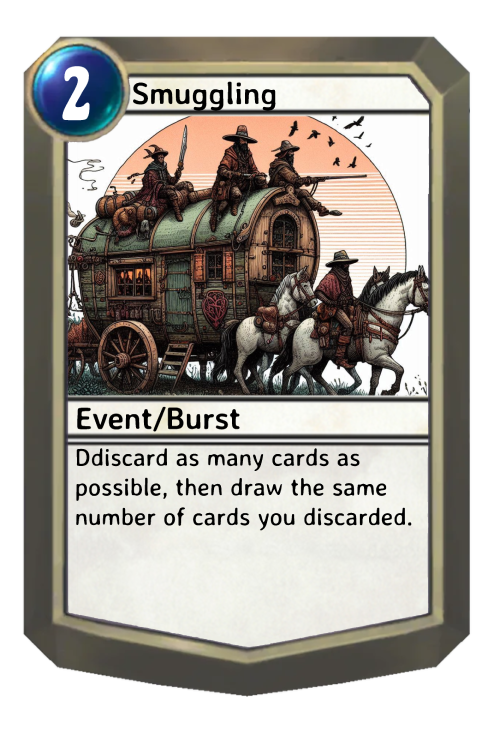 2
Smuggling
Event/Burst
Ddiscard as many cards as
possible, then draw the same
number of cards you discarded.